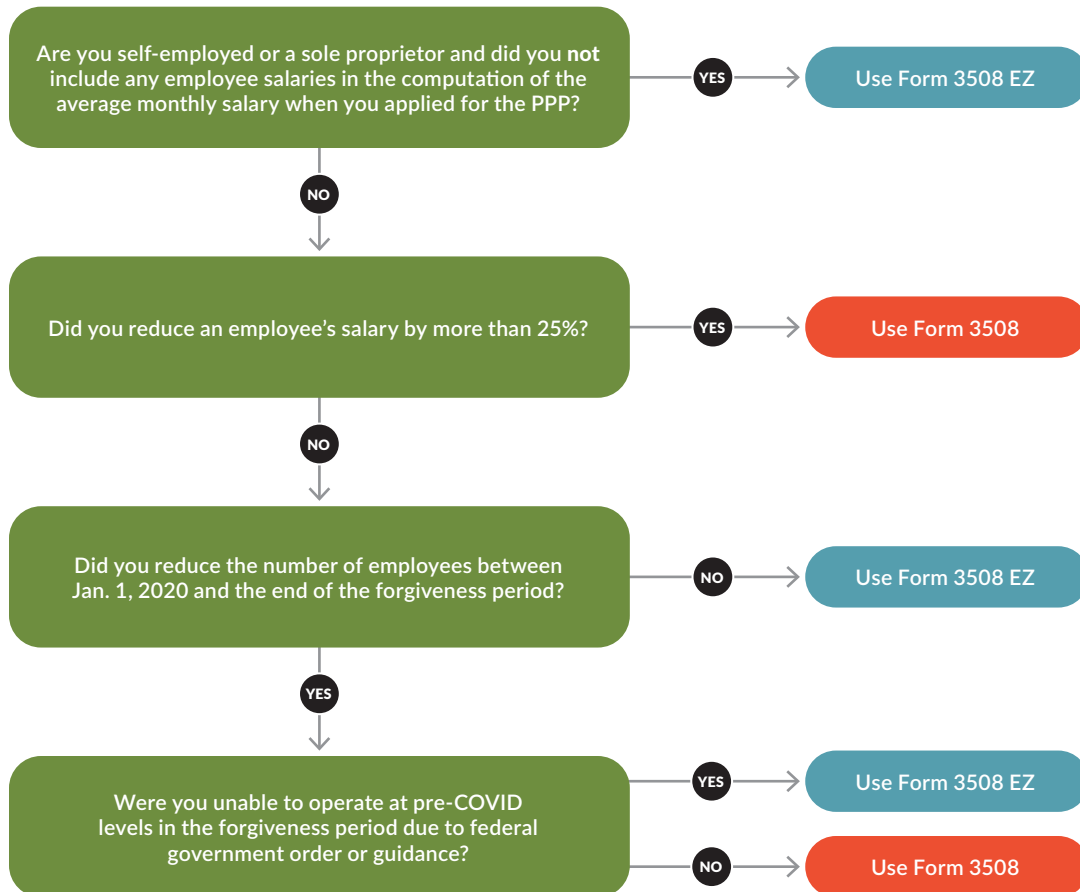 Are you self-employed or a sole proprietor and did you not
include any employee salaries in the computation of the
average monthly salary when you applied for the PPP?
YES
Use Form 3508 EZ
NO
Did you reduce an employee’s salary by more than 25%?
YES
Use Form 3508
NO
Did you reduce the number of employees between
Jan. 1, 2020 and the end of the forgiveness period?
NO
Use Form 3508 EZ
YES
Were you unable to operate at pre-COVID
levels in the forgiveness period due to federal
government order or guidance?
YES
Use Form 3508 EZ
NO
Use Form 3508